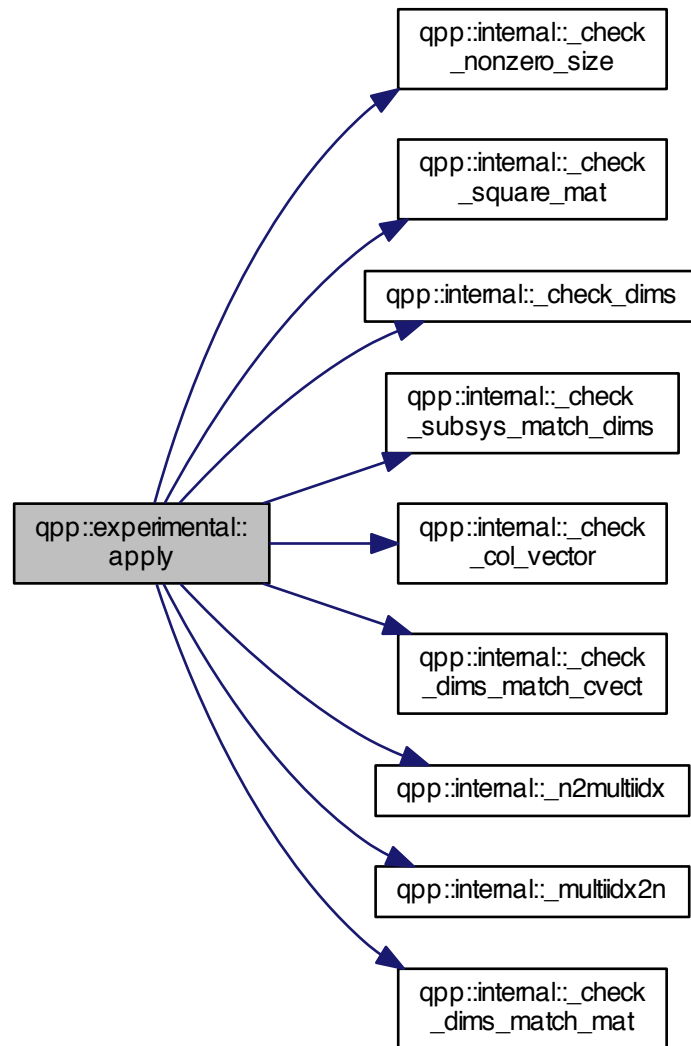 qpp::internal::_check
_nonzero_size
qpp::internal::_check
_square_mat
qpp::internal::_check_dims
qpp::internal::_check
_subsys_match_dims
qpp::experimental::
apply
qpp::internal::_check
_col_vector
qpp::internal::_check
_dims_match_cvect
qpp::internal::_n2multiidx
qpp::internal::_multiidx2n
qpp::internal::_check
_dims_match_mat